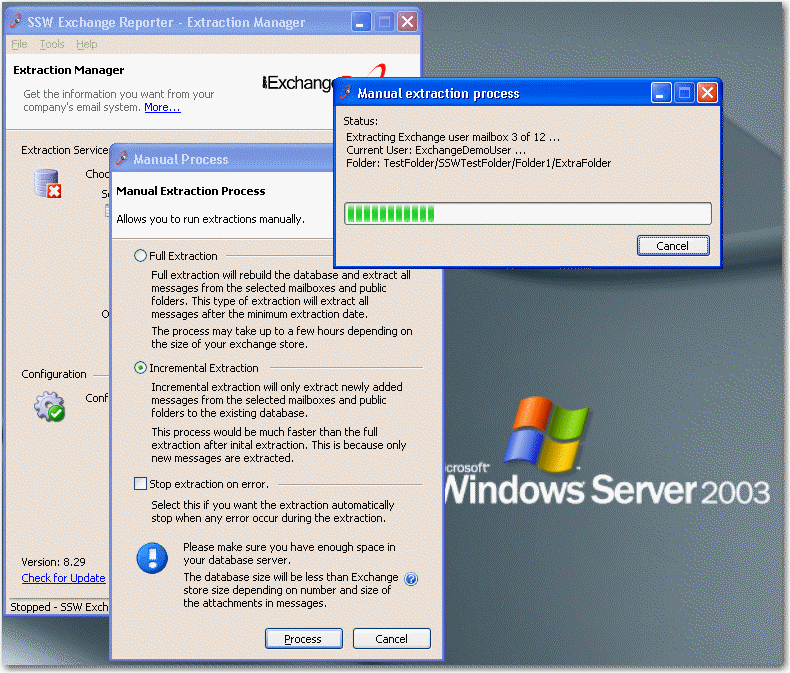 SSW Exchange Reporter - Extraction Manager
File Tools Help
Extraction Manager
Get the information you want from your
company's email system. More...
Exchange
Extraction Service
Configuration
Version: 8.29
Check for Update
Stopped - SSW Exch
Manual Process
Manual Extraction Process
Allows you to run extractions manually.
Full Extraction
Full extraction will rebuild the database and extract all
messages from the selected mailboxes and public
folders. This type of extraction will extract all
messages after the minimum extraction date.
The process may take up to a few hours depending on
the size of your exchange store.
Incremental Extraction
Incremental extraction will only extract newly added
messages from the selected mailboxes and public
folders to the existing database.
This process would be much faster than the full
extraction after inital extraction. This is because only
new messages are extracted.
Stop extraction on error.
Select this if you want the extraction automatically
stop when any error occur during the extraction.
Please make sure you have enough space in
your database server.
The database size will be less than Exchange
store size depending on number and size of
the attachments in messages.
Process Cancel
Manual extraction process
Status:
Extracting Exchange user mailbox 3 of 12 ...
Current User: ExchangeDemoUser ...
Folder: TestFolder/SSWTestFolder/Folder1/ExtraFolder
Cancel
crosoft
Windows Server 2003